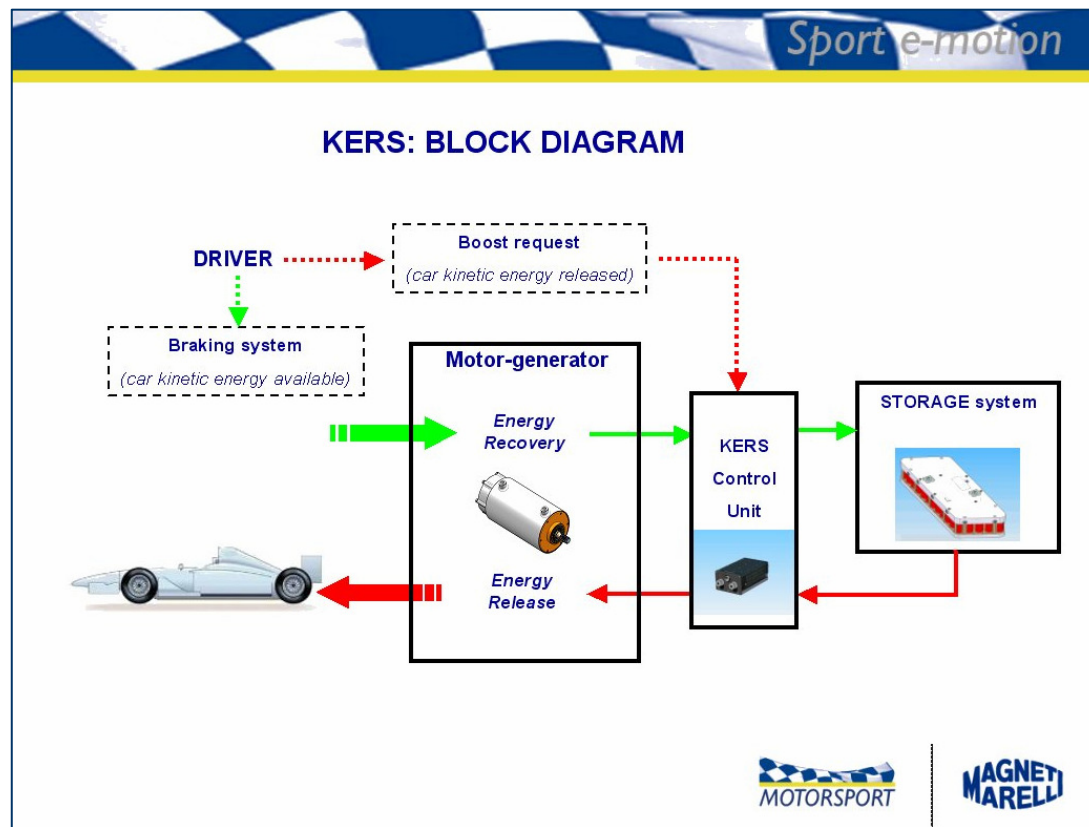 Sport e-motion
KERS: BLOCK DIAGRAM
Boost request
(car kinetic energy released)
DRIVER
Braking system
(car kinetic energy available)
Motor-generator
Energy
Recovery
KERS
Control
Unit
STORAGE system
Energy
Release
MOTORSPORT
MAGNETI
MARELLI